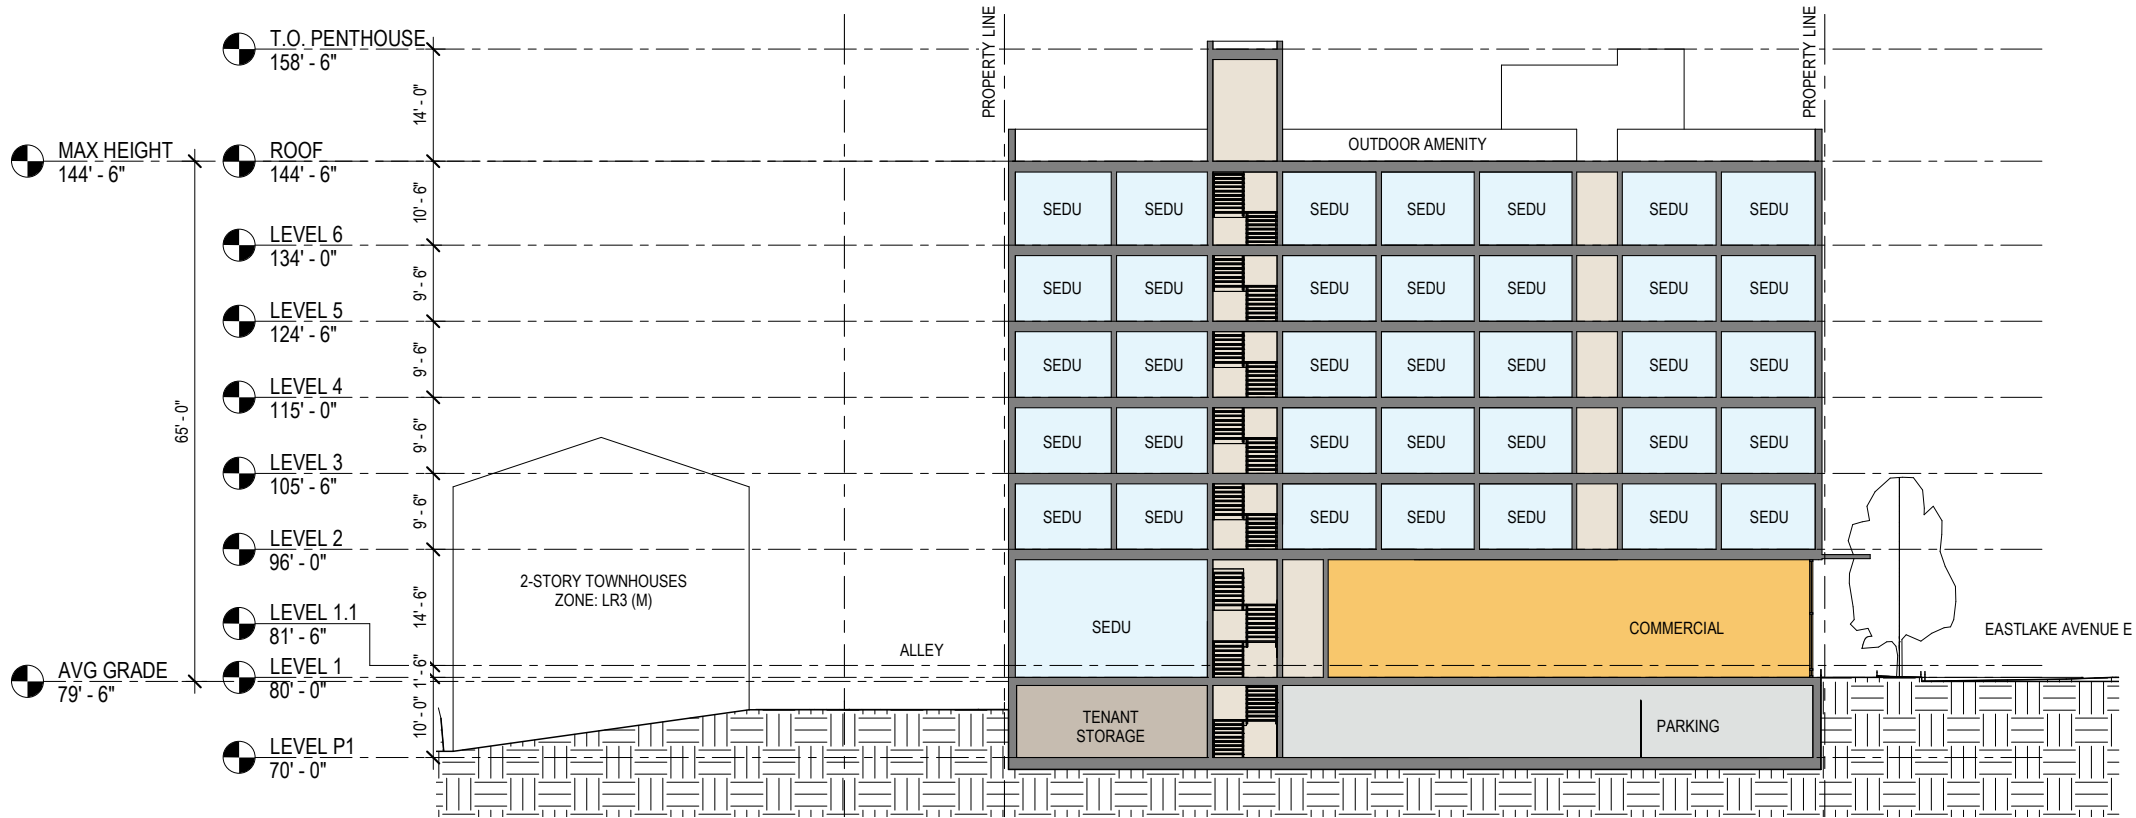 T.O. PENTHOUSE
158' - 6"
PROPERTY LINE
PROPERTY LINE
14' - 0"
MAX HEIGHT
144' - 6"
ROOF
144' - 6"
OUTDOOR AMENITY
10' - 6"
SEDU SEDU SEDU SEDU SEDU SEDU SEDU
LEVEL 6
134' - 0"
9' - 6"
SEDU SEDU SEDU SEDU SEDU SEDU SEDU
LEVEL 5
124' - 6"
9' - 6"
SEDU SEDU SEDU SEDU SEDU SEDU SEDU
LEVEL 4
115' - 0"
65' - 0"
9' - 6"
SEDU SEDU SEDU SEDU SEDU SEDU SEDU
LEVEL 3
105' - 6"
9' - 6"
SEDU SEDU SEDU SEDU SEDU SEDU SEDU
LEVEL 2
96' - 0"
2-STORY TOWNHOUSES
ZONE: LR3 (M)
14' - 6"
LEVEL 1.1
81' - 6"
SEDU
COMMERCIAL
EASTLAKE AVENUE E
ALLEY
1' - 6"
AVG GRADE
79' - 6"
LEVEL 1
80' - 0"
10' - 0"
TENANT
STORAGE
PARKING
LEVEL P1
70' - 0"